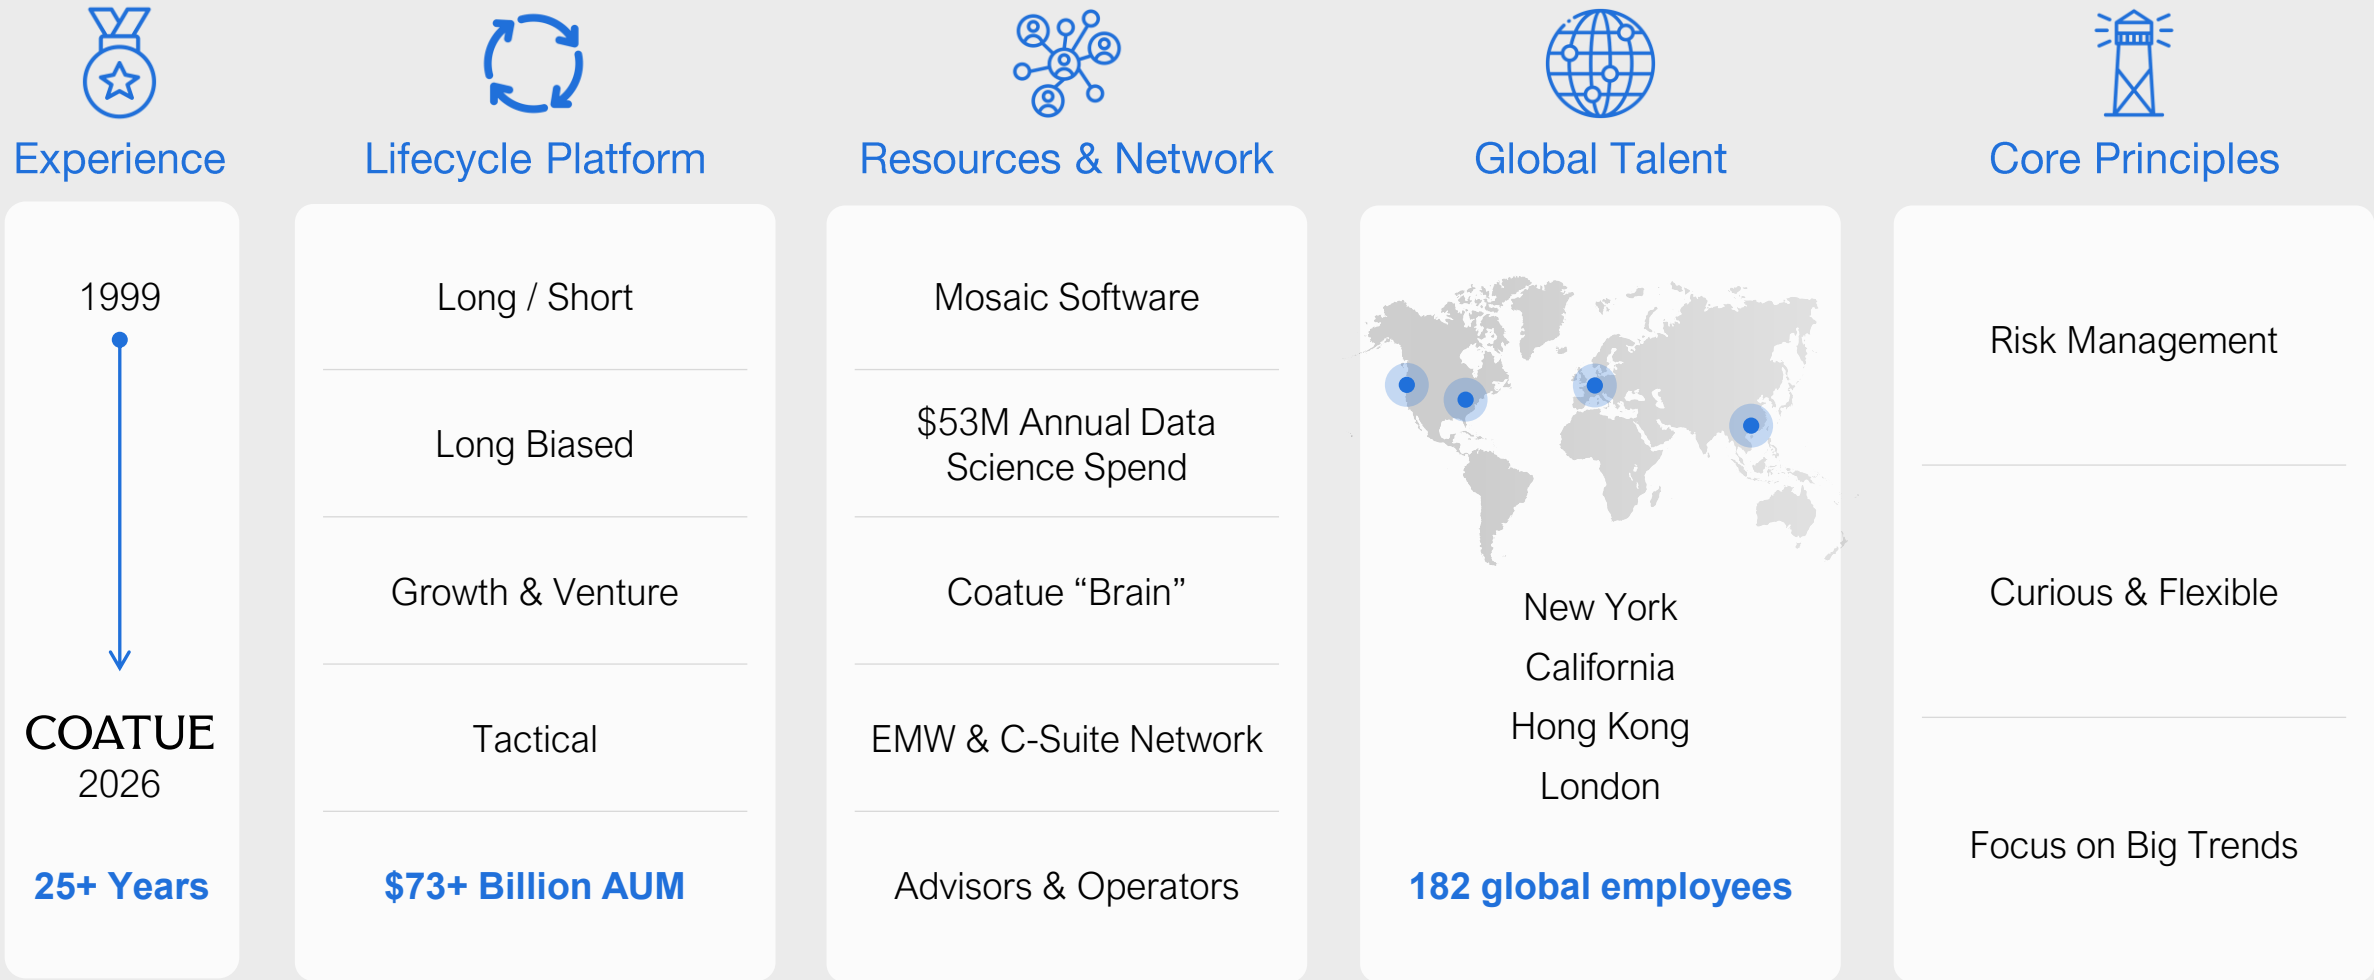 Experience
1999
COATUE
2026
25+ Years
Lifecycle Platform
Long / Short
Long Biased
Growth & Venture
Tactical
$73+ Billion AUM
Resources & Network
Mosaic Software
$53M Annual Data
Science Spend
Coatue “Brain”
EMW & C-Suite Network
Advisors & Operators
Global Talent
New York
California
Hong Kong
London
182 global employees
Core Principles
Risk Management
Curious & Flexible
Focus on Big Trends